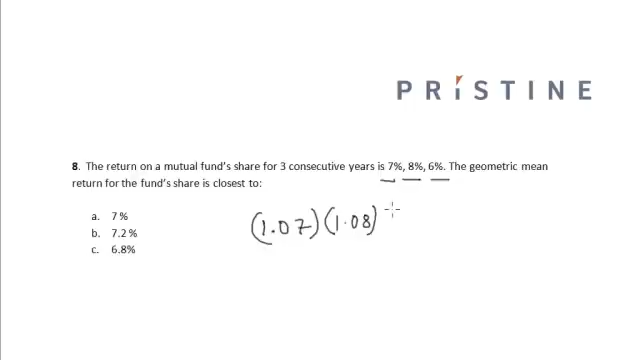 PRiSTINE
8. The return on a mutual fund's share for 3 consecutive years is 7%, 8%, 6%. The geometric mean
return for the fund's share is closest to:
a. 7%
b. 7.2%
c. 6.8%
(1.07)(1.08)